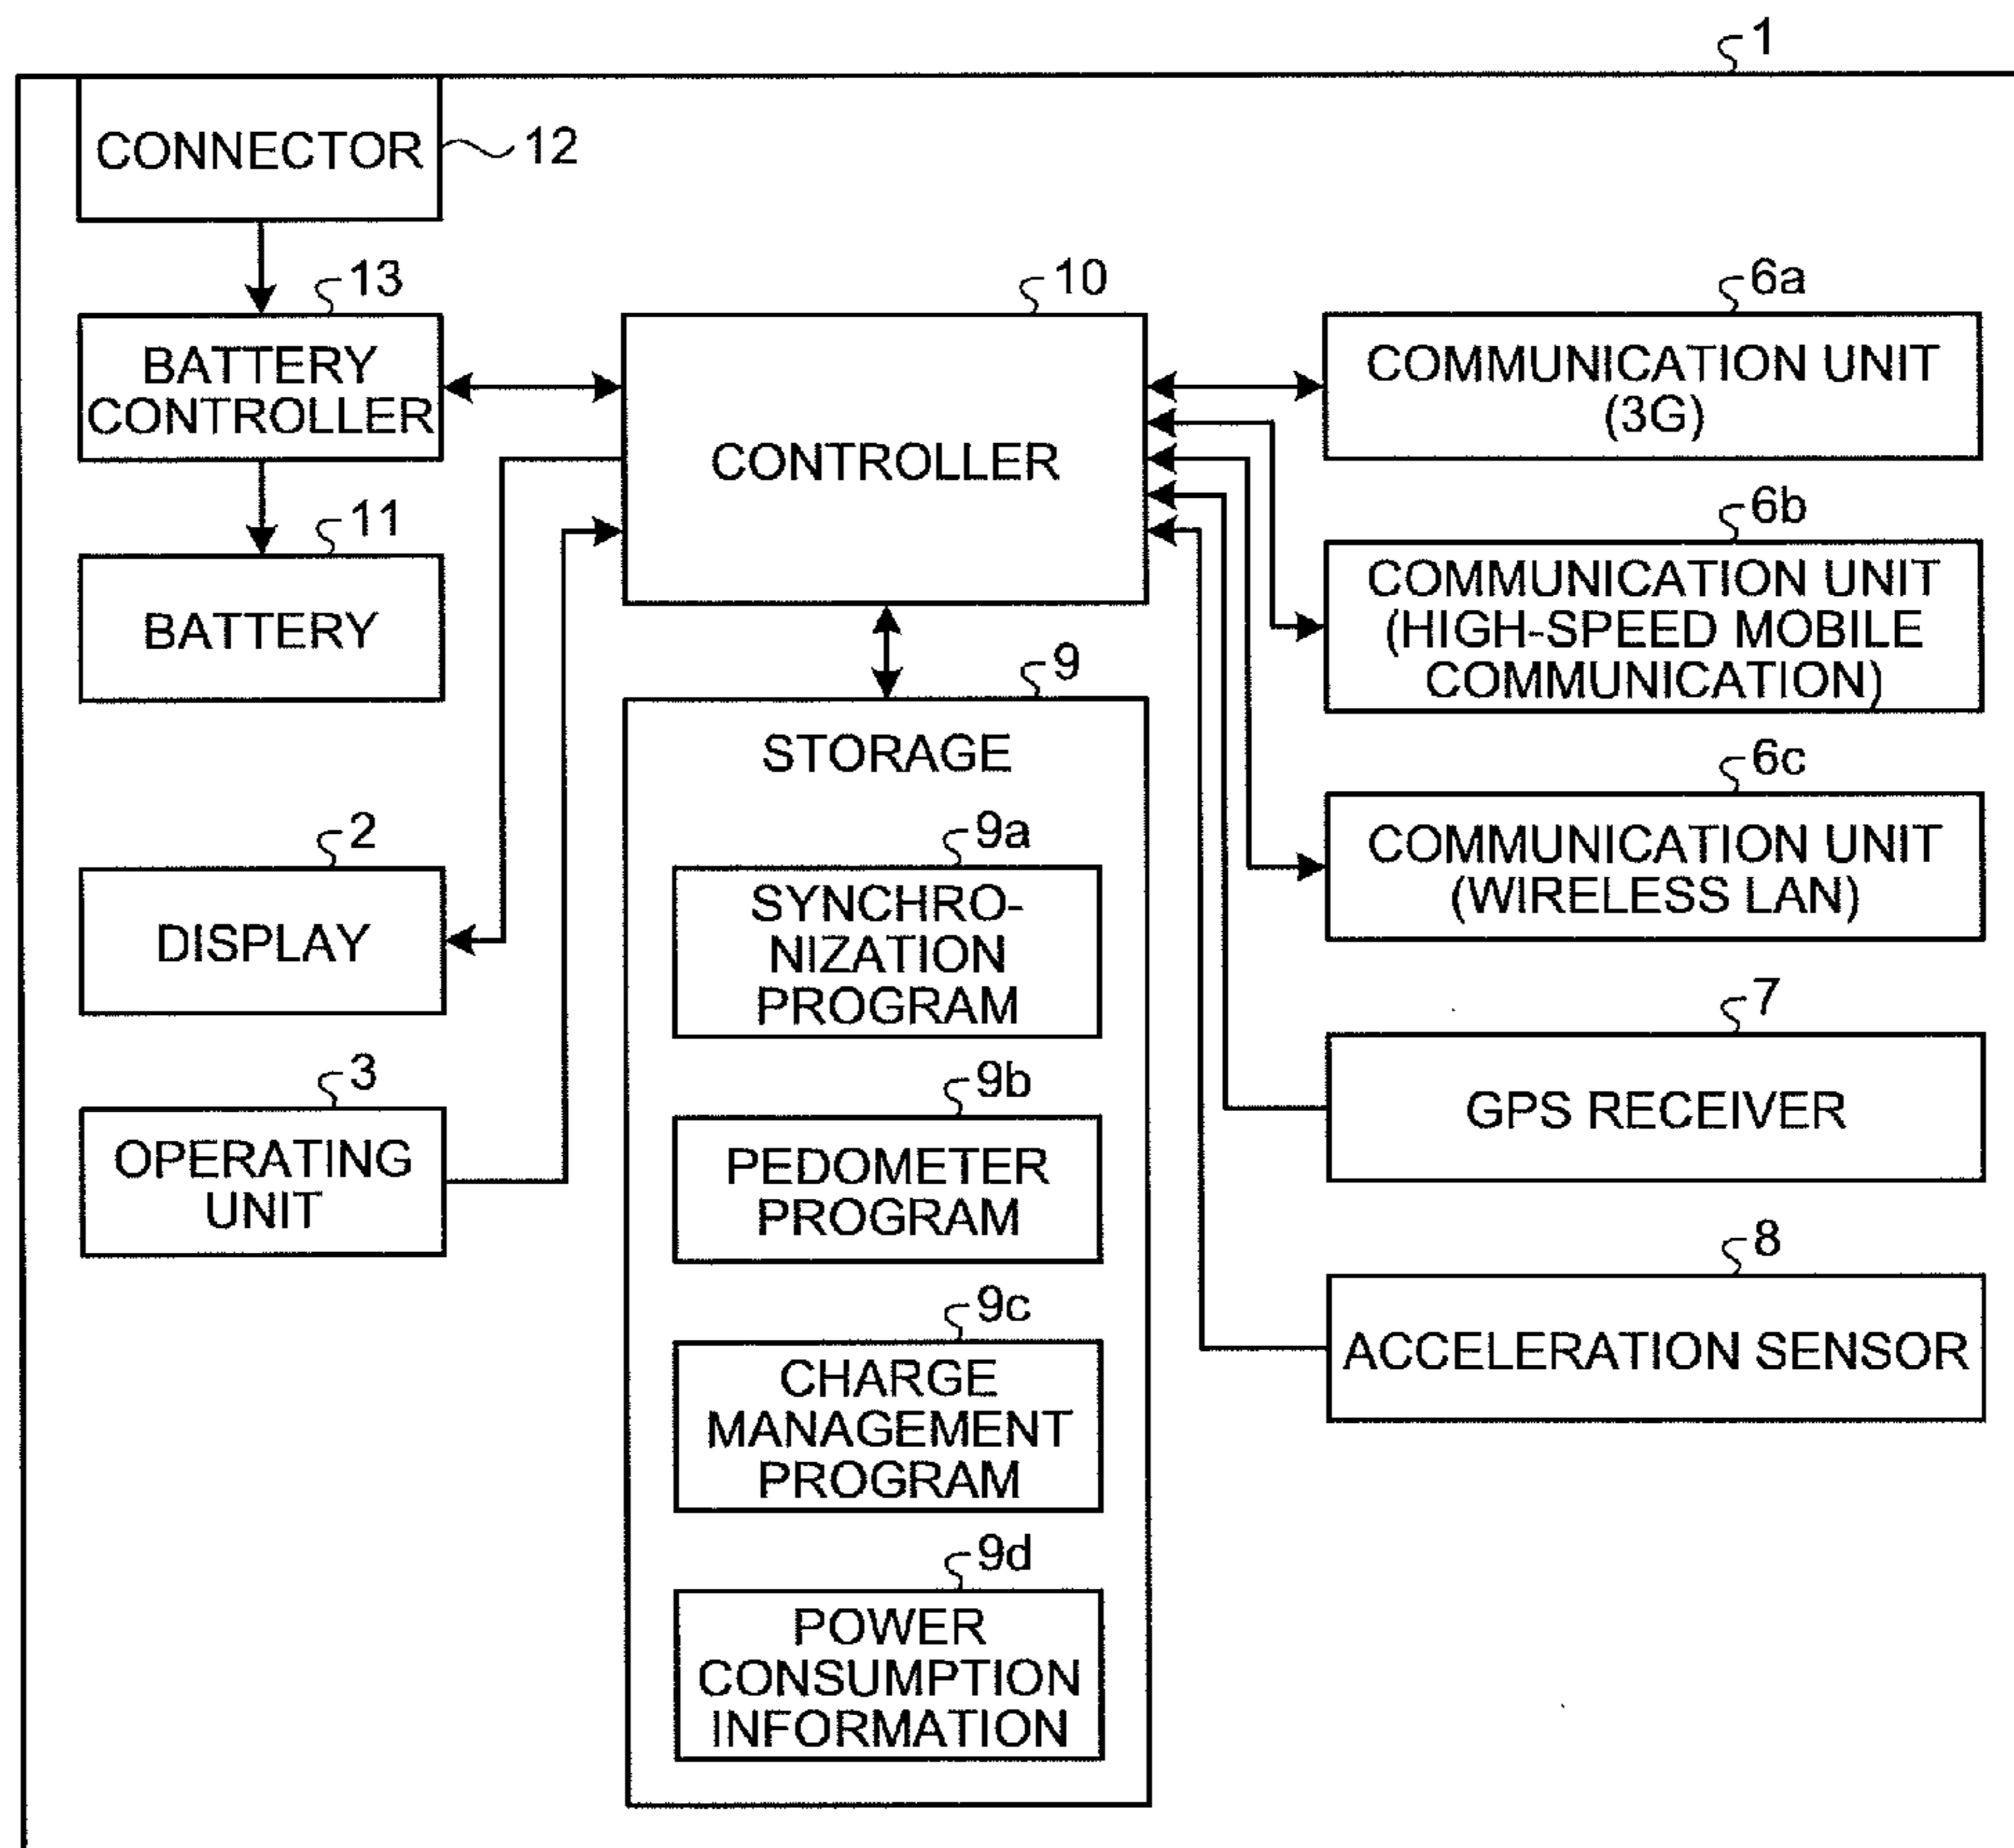 1
CONNECTOR
12
13
BATTERY
CONTROLLER
11
BATTERY
2
DISPLAY
3
OPERATING
UNIT
10
CONTROLLER
9
STORAGE
9a
SYNCHRO-
NIZATION
PROGRAM
9b
PEDOMETER
PROGRAM
9c
CHARGE
MANAGEMENT
PROGRAM
9d
POWER
CONSUMPTION
INFORMATION
6a
COMMUNICATION UNIT
(3G)
6b
COMMUNICATION UNIT
(HIGH-SPEED MOBILE
COMMUNICATION)
6c
COMMUNICATION UNIT
(WIRELESS LAN)
7
GPS RECEIVER
8
ACCELERATION SENSOR